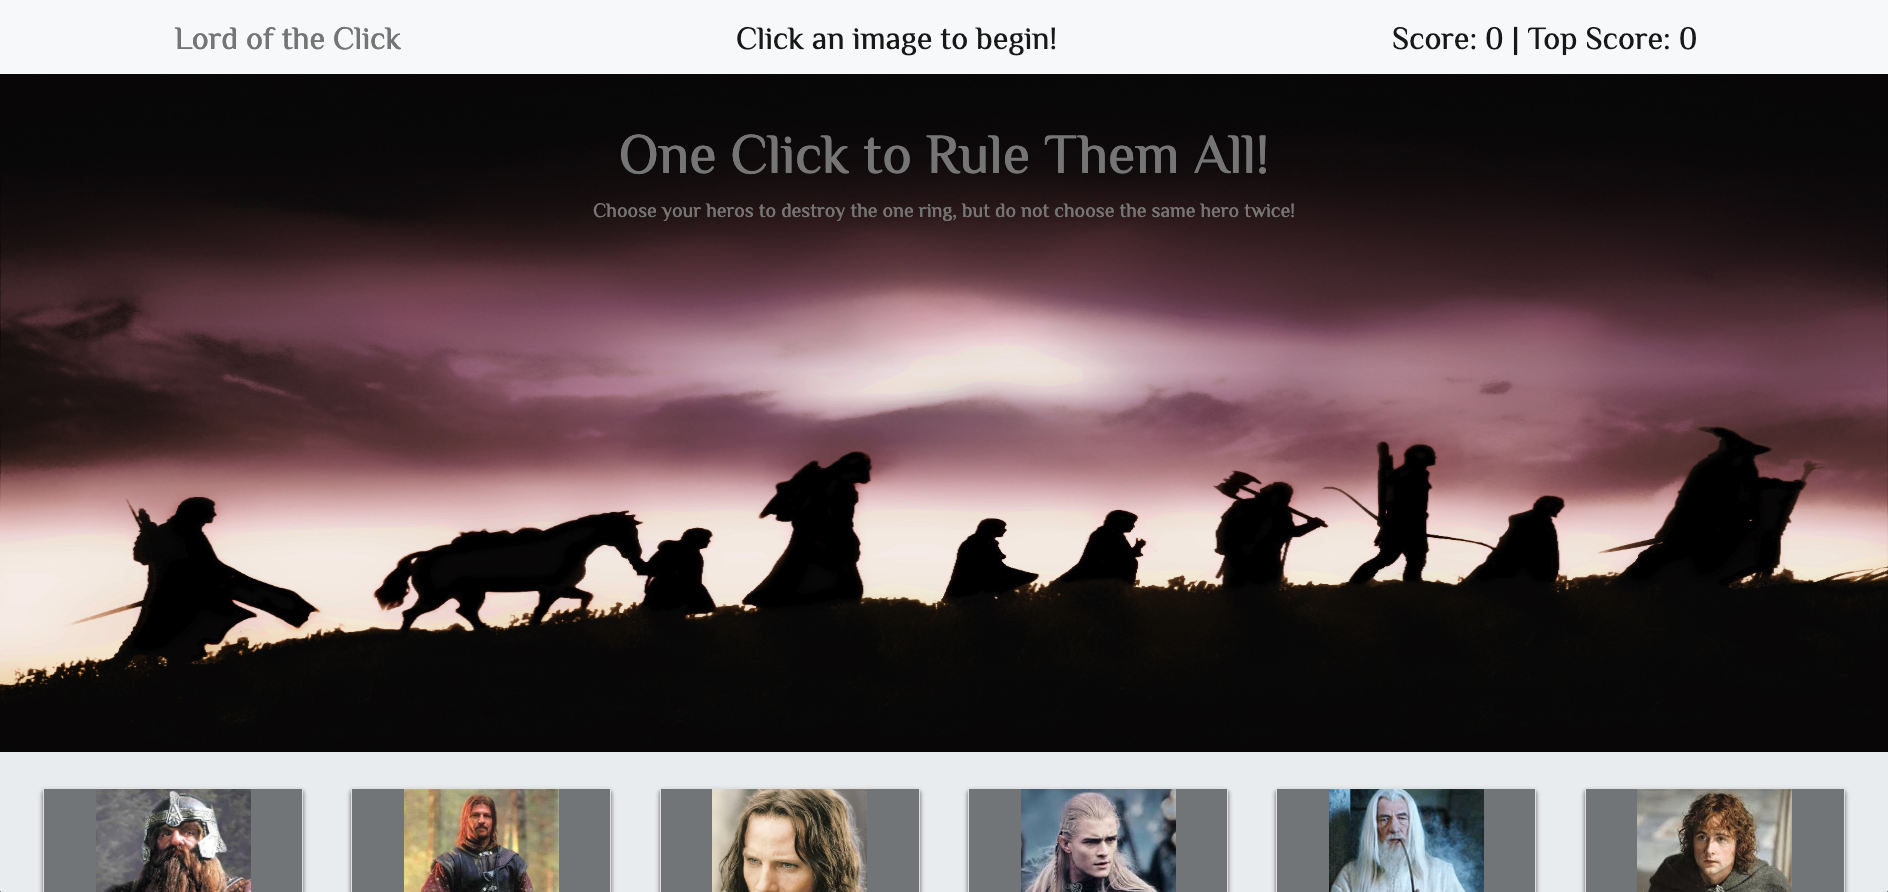 Lord of the Click
Click an image to begin!
Score: 0 | Top Score: 0
One Click to Rule Them All!
Choose your heros to destroy the one ring, but do not choose the same hero twice!